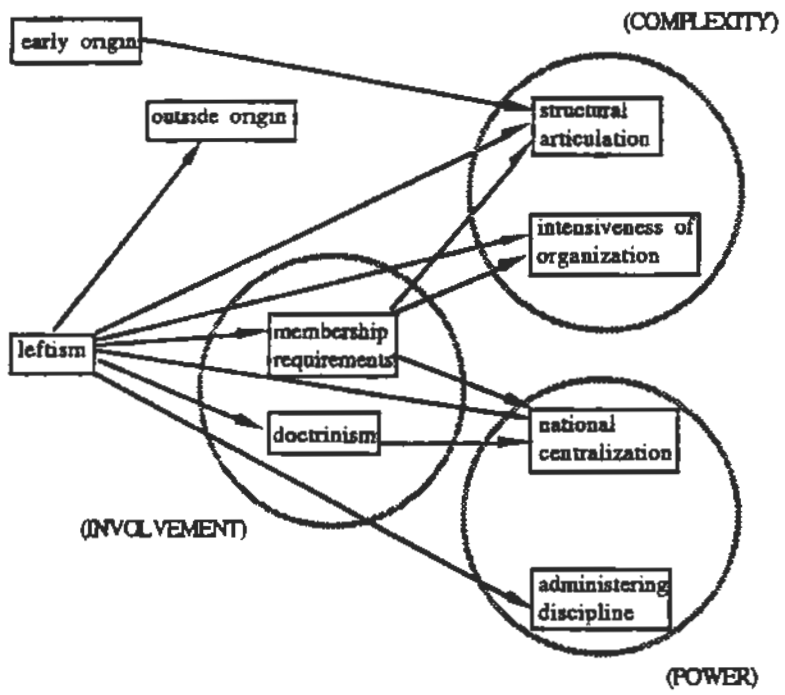 (COMPLEXITY)
early origin
outside origin
structural
articulation
intensiveness of
organization
leftism
membership
requirements
doctrinism
national
centralization
(INVOLVEMENT)
administering
discipline
(POWER)